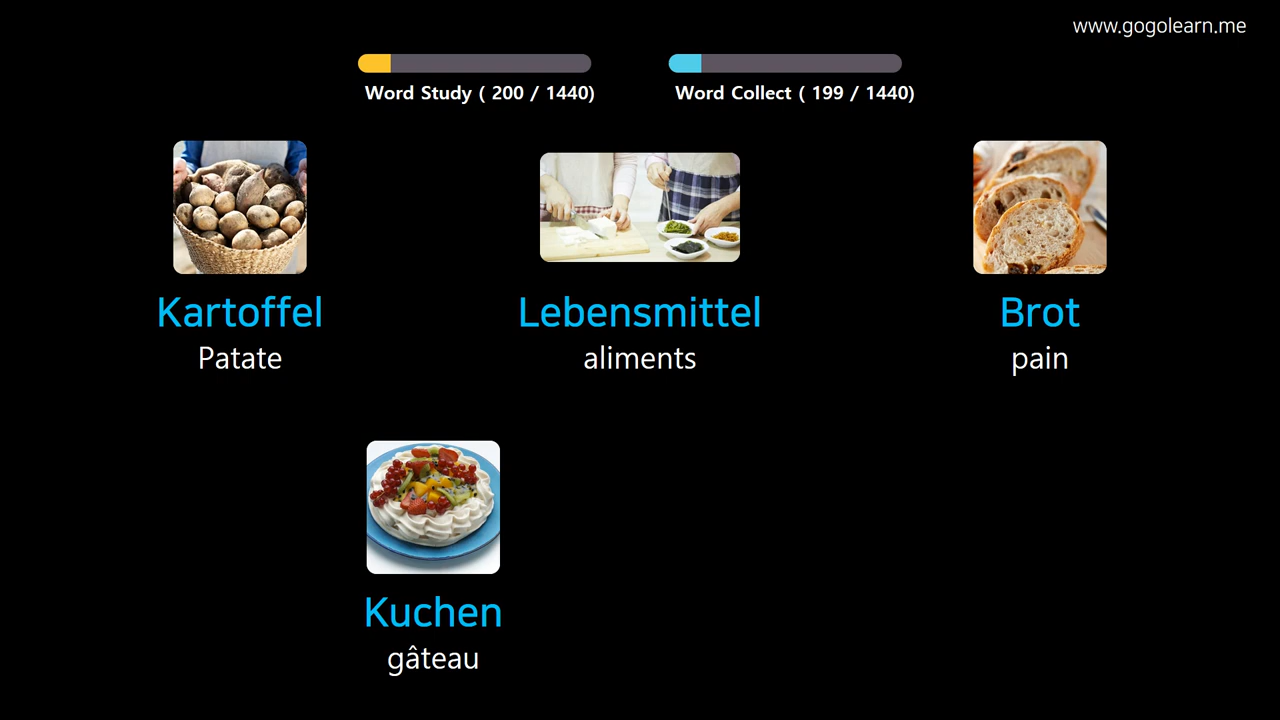 www.gogolearn.me
Word Study ( 200 / 1440)
Word Collect ( 199 / 1440)
Kartoffel
Patate
Lebensmittel
aliments
Brot
pain
Kuchen
gâteau